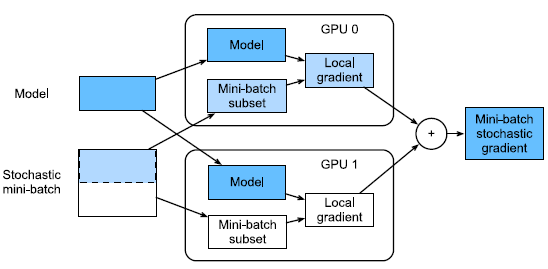 GPU 0
Model
Local
gradient
Mini-batch
subset
Model
Stochastic
mini-batch
GPU 1
Model
Local
gradient
Mini-batch
subset
+
Mini-batch
stochastic
gradient